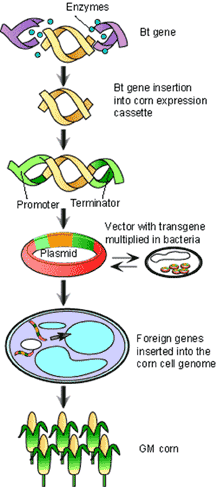 Enzymes
Bt gene
Bt gene insertion
into corn expression
cassette
Promoter
Terminator
Plasmid
Vector with transgene
multiplied in bacteria
Foreign genes
inserted into the
corn cell genome
GM corn